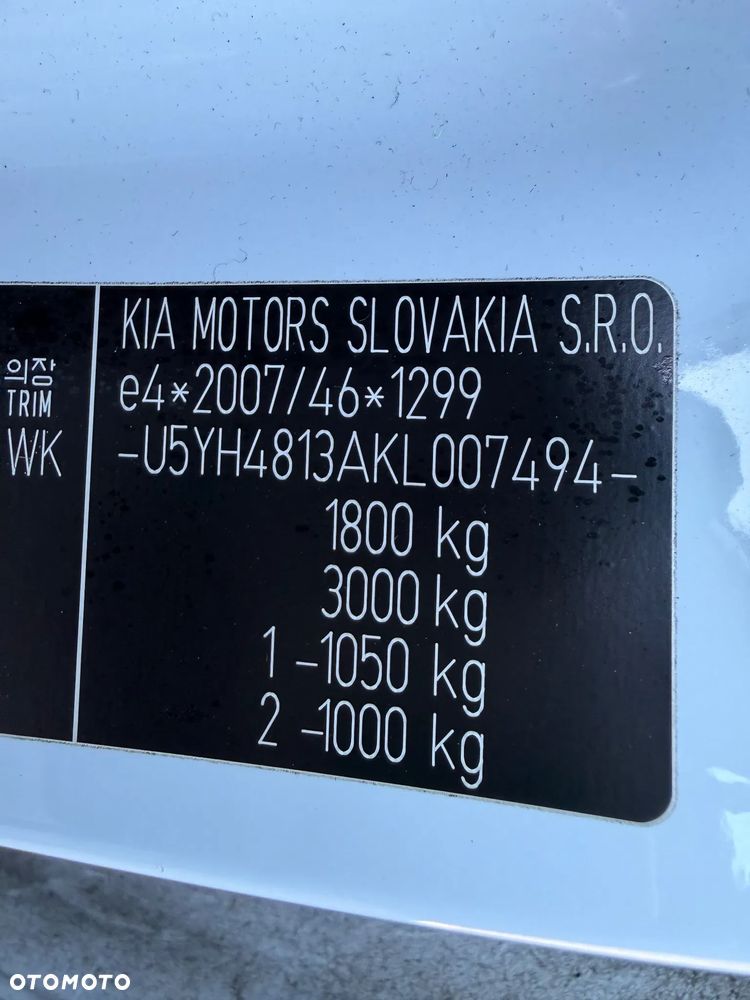 의장
TRIM
WK
KIA MOTORS SLOVAKIA S.R.O.
e4*2007/46*1299
-U5YH4813AKL007494-
1800 kg
3000 kg
1 -1050 kg
2 -1000 kg
OTOMOTO